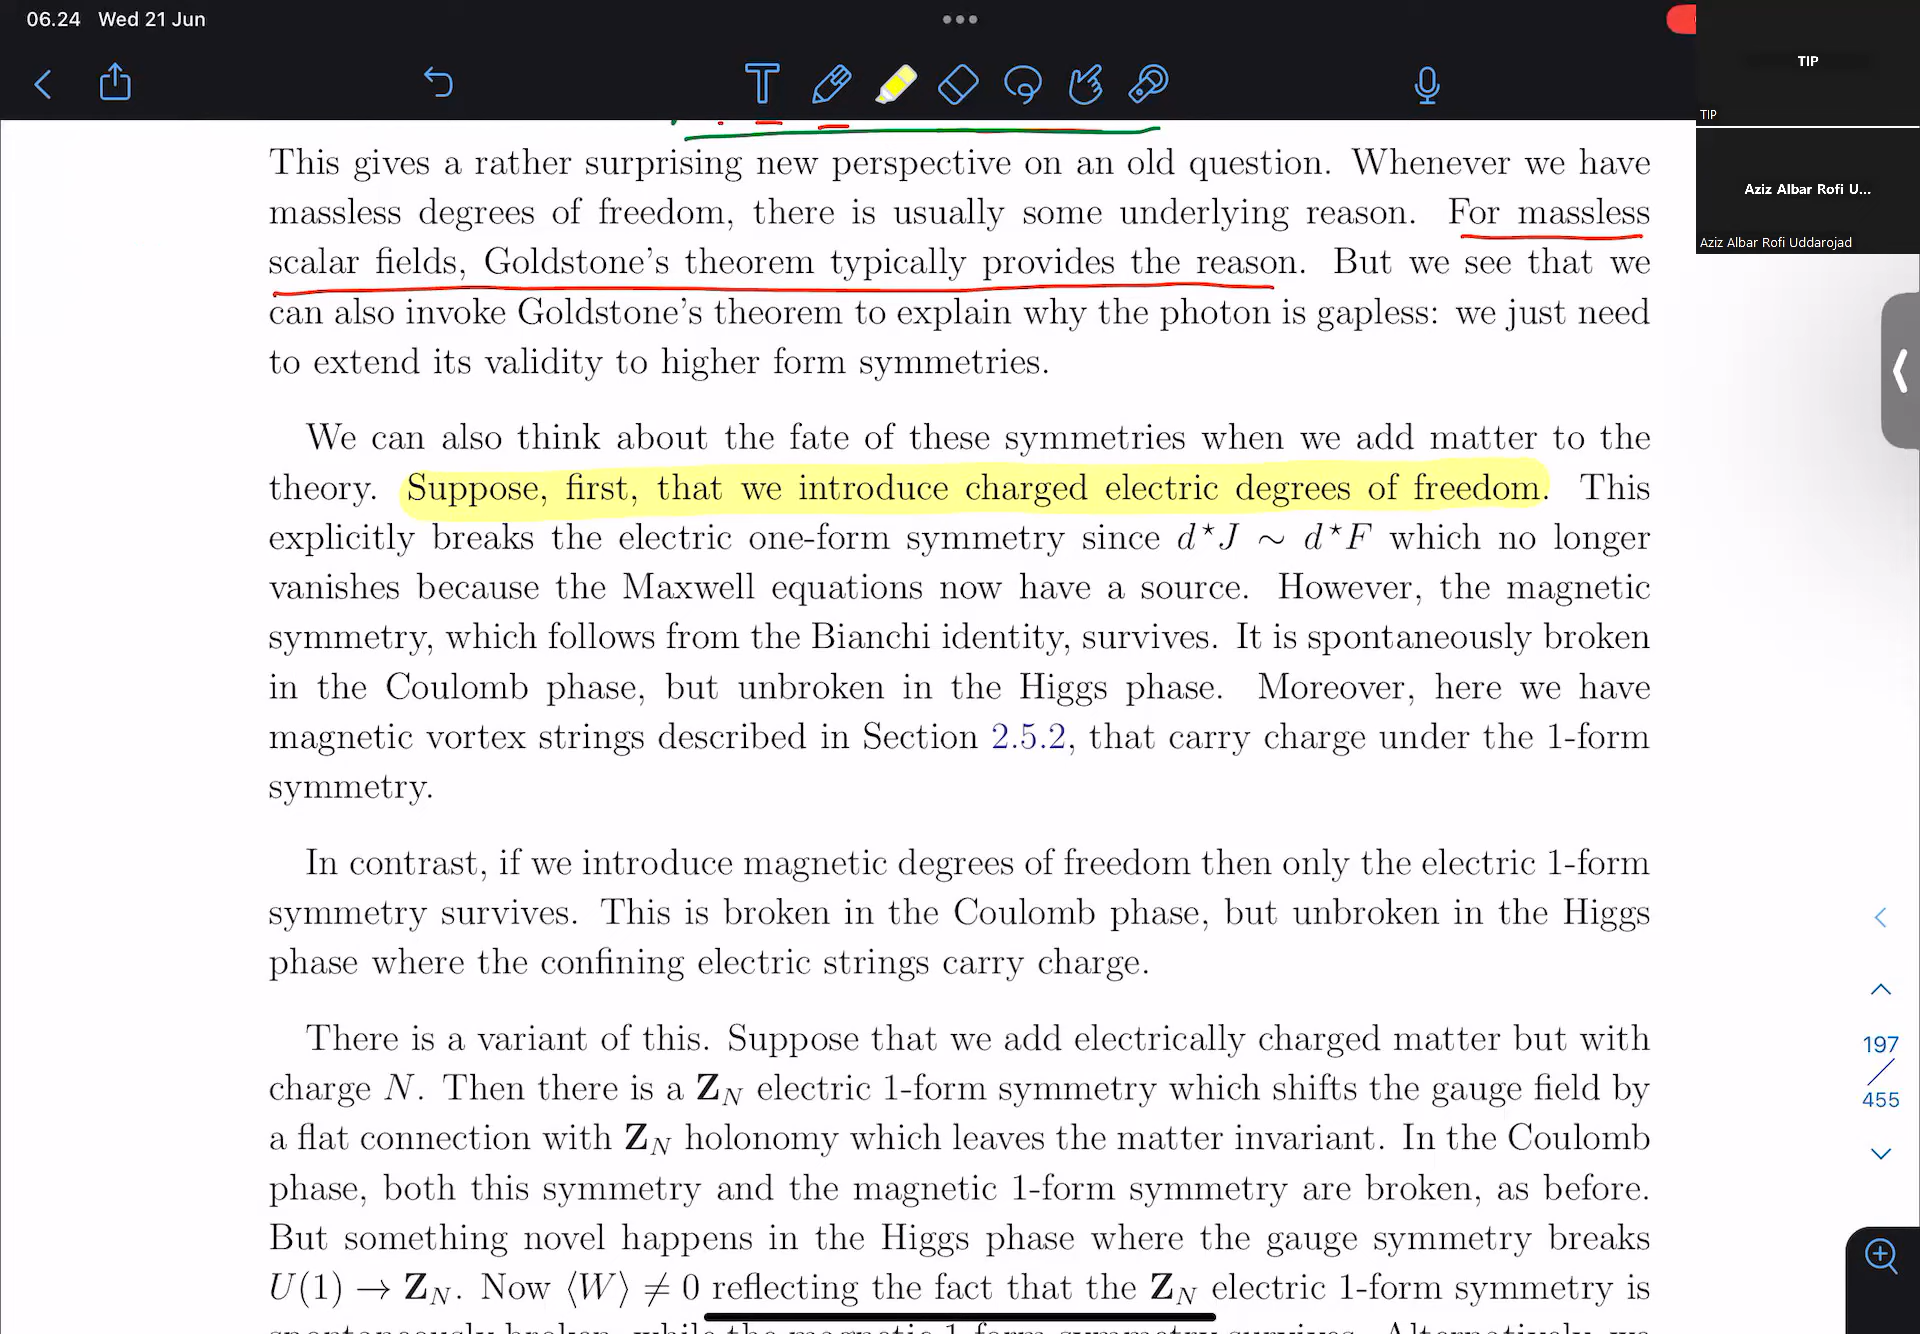 06.24 Wed 21 Jun
TIP
TIP
Aziz Albar Rofi U...
Aziz Albar Rofi Uddarojad
This gives a rather surprising new perspective on an old question. Whenever we have
massless degrees of freedom, there is usually some underlying reason. For massless
scalar fields, Goldstone's theorem typically provides the reason. But we see that we
can also invoke Goldstone's theorem to explain why the photon is gapless: we just need
to extend its validity to higher form symmetries.
We can also think about the fate of these symmetries when we add matter to the
theory. Suppose, first, that we introduce charged electric degrees of freedom. This
explicitly breaks the electric one-form symmetry since d⋆J ∼ d⋆F which no longer
vanishes because the Maxwell equations now have a source. However, the magnetic
symmetry, which follows from the Bianchi identity, survives. It is spontaneously broken
in the Coulomb phase, but unbroken in the Higgs phase. Moreover, here we have
magnetic vortex strings described in Section 2.5.2, that carry charge under the 1-form
symmetry.
In contrast, if we introduce magnetic degrees of freedom then only the electric 1-form
symmetry survives. This is broken in the Coulomb phase, but unbroken in the Higgs
phase where the confining electric strings carry charge.
There is a variant of this. Suppose that we add electrically charged matter but with
charge N. Then there is a Z_N electric 1-form symmetry which shifts the gauge field by
a flat connection with Z_N holonomy which leaves the matter invariant. In the Coulomb
phase, both this symmetry and the magnetic 1-form symmetry are broken, as before.
But something novel happens in the Higgs phase where the gauge symmetry breaks
U(1) → Z_N. Now ⟨W⟩ ≠ 0 reflecting the fact that the Z_N electric 1-form symmetry is
spontaneously broken, while the magnetic 1-form symmetry survives. Alternatively, we
197
/
455